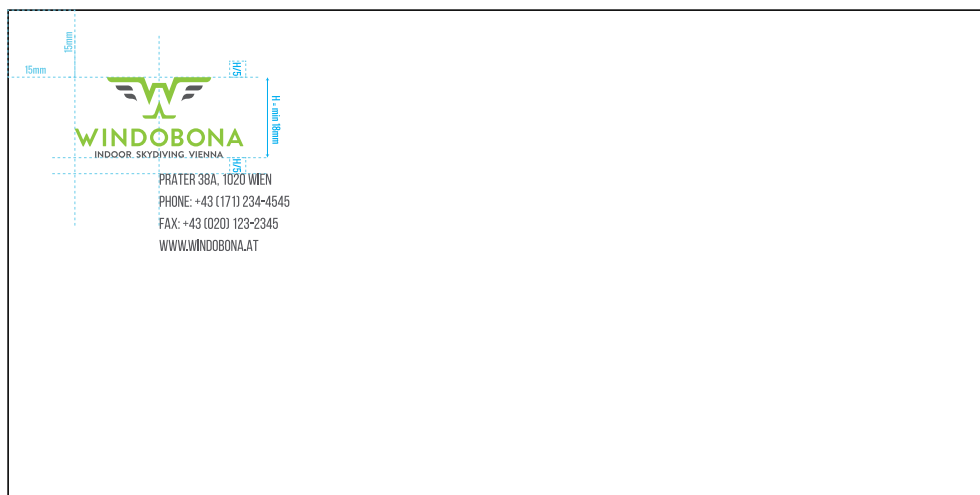 15mm
15mm
H/5
H = min 18mm
WINDOBONA
INDOOR SKYDIVING VIENNA
H/5
PRATER 38A, 1020 WIEN
PHONE: +43 (171) 234-4545
FAX: +43 (020) 123-2345
WWW.WINDOBONA.AT